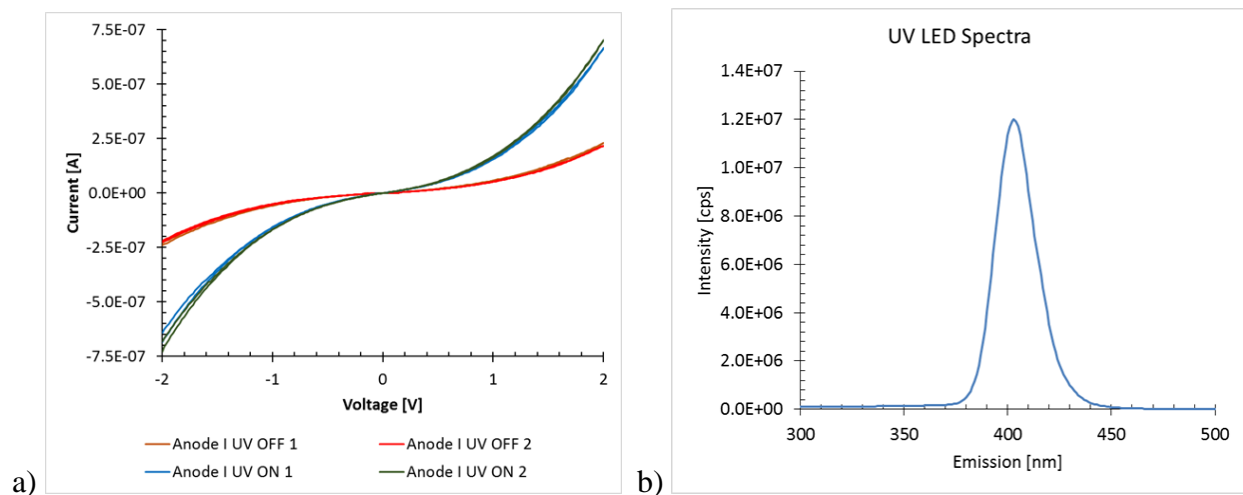 7.5E-07
5.0E-07
2.5E-07
0.0E+00
-2.5E-07
-5.0E-07
-7.5E-07
Current [A]
-2 -1 0 1 2
Voltage [V]
Anode I UV OFF 1 Anode I UV OFF 2
Anode I UV ON 1 Anode I UV ON 2
a)
UV LED Spectra
1.4E+07
1.2E+07
1.0E+07
8.0E+06
6.0E+06
4.0E+06
2.0E+06
0.0E+00
Intensity [cps]
300 350 400 450 500
Emission [nm]
b)